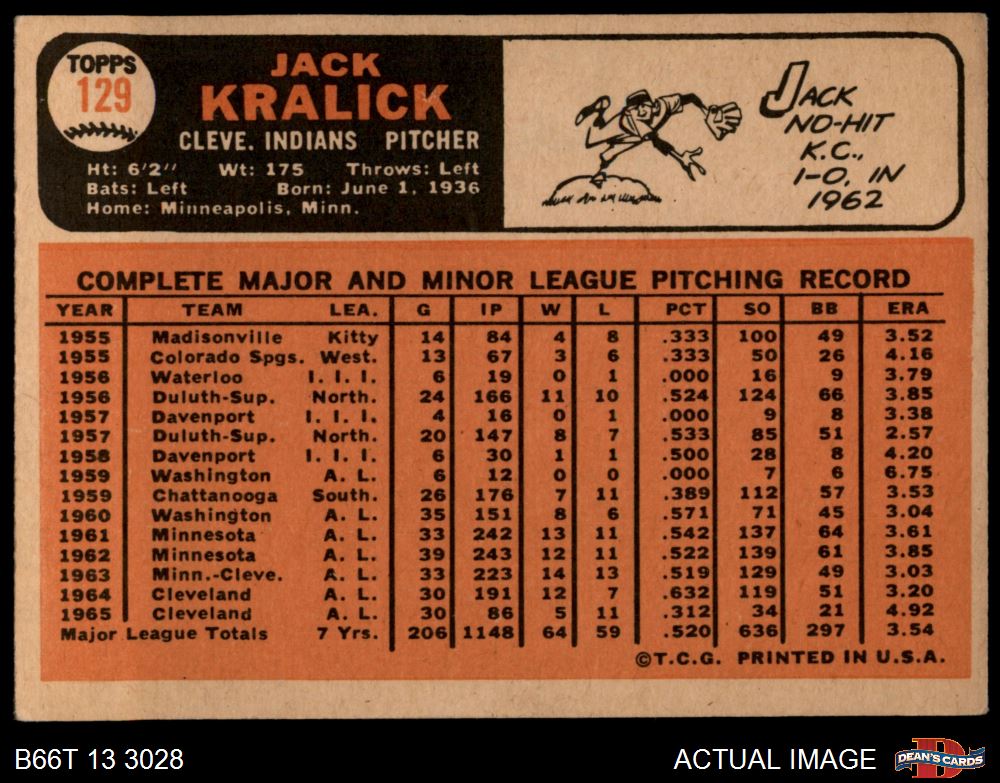 TOPPS
129
JACK
KRALICK
CLEVE. INDIANS PITCHER
Ht: 6'2" Wt: 175 Throws: Left
Bats: Left Born: June 1, 1936
Home: Minneapolis, Minn.
JACK
NO-HIT
K.C.,
1-0, IN
1962
COMPLETE MAJOR AND MINOR LEAGUE PITCHING RECORD
YEAR TEAM LEA. G IP W L PCT SO BB ERA
1955 Madisonville Kitty 14 84 4 8 .333 100 49 3.52
1955 Colorado Spgs. West. 13 67 3 6 .333 50 26 4.16
1956 Waterloo I. I. I. 6 19 0 1 .000 16 9 3.79
1956 Duluth-Sup. North. 24 166 11 10 .524 124 66 3.85
1957 Davenport I. I. I. 4 16 0 1 .000 9 8 3.38
1957 Duluth-Sup. North. 20 147 8 7 .533 85 51 2.57
1958 Davenport I. I. I. 6 30 1 1 .500 28 8 4.20
1959 Washington A. L. 6 12 0 0 .000 7 6 6.75
1959 Chattanooga South. 26 176 7 11 .389 112 57 3.53
1960 Washington A. L. 35 151 8 6 .571 71 45 3.04
1961 Minnesota A. L. 33 242 13 11 .542 137 64 3.61
1962 Minnesota A. L. 39 243 12 11 .522 139 61 3.85
1963 Minn.-Cleve. A. L. 33 223 14 13 .519 129 49 3.03
1964 Cleveland A. L. 30 191 12 7 .632 119 51 3.20
1965 Cleveland A. L. 30 86 5 11 .312 34 21 4.92
Major League Totals 7 Yrs. 206 1148 64 59 .520 636 297 3.54
©T.C.G. PRINTED IN U.S.A.
B66T 13 3028
ACTUAL IMAGE
DEAN'S CARDS